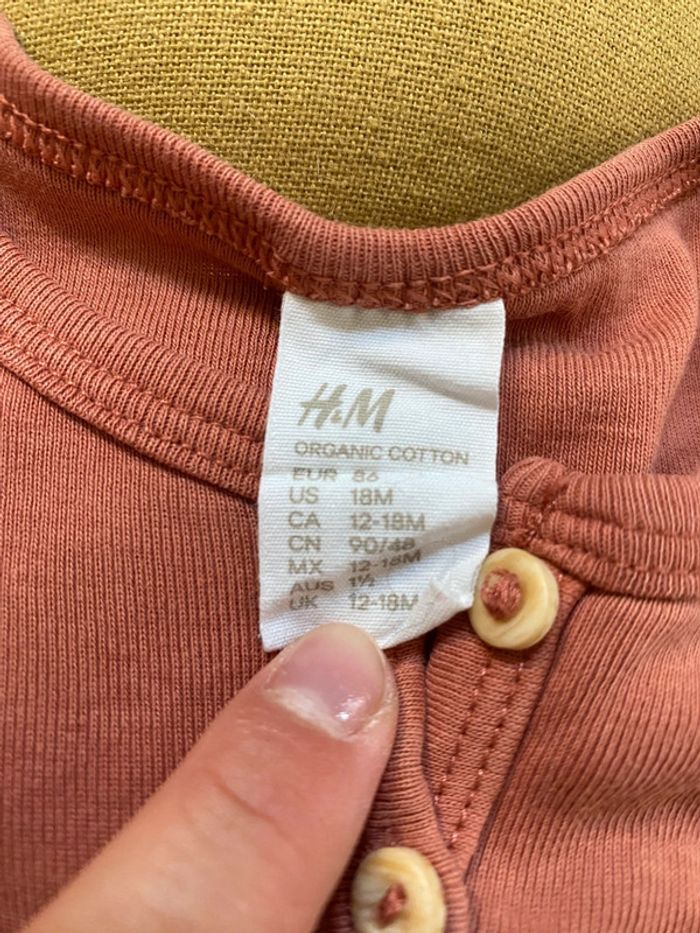 H&M
ORGANIC COTTON
EUR 86
US 18M
CA 12-18M
CN 90/48
MX 12-18M
AUS 1½
UK 12-18M